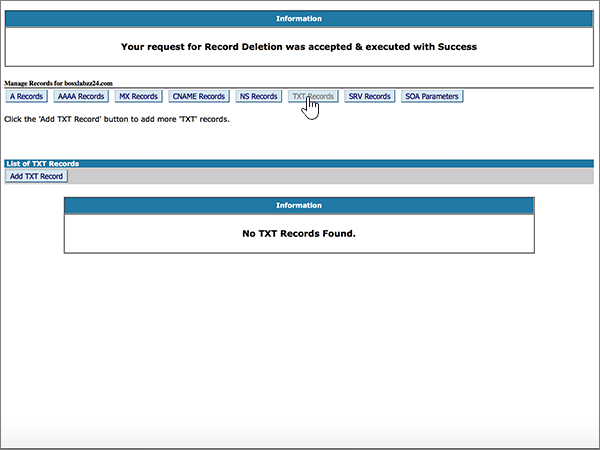 Information
Your request for Record Deletion was accepted & executed with Success
Manage Records for bosxlabzz24.com
A Records AAAA Records MX Records CNAME Records NS Records TXT Records SRV Records SOA Parameters
Click the 'Add TXT Record' button to add more 'TXT' records.
List of TXT Records
Add TXT Record
Information
No TXT Records Found.